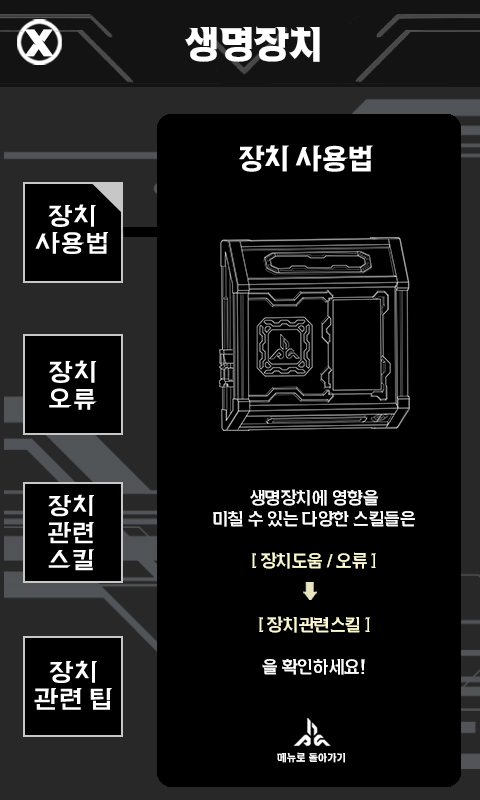 X
생명장치
장치 사용법
장치
사용법
장치
오류
장치
관련
스킬
장치
관련 팁
생명장치에 영향을
미칠 수 있는 다양한 스킬들은
[ 장치도움 / 오류 ]
[ 장치관련스킬 ]
을 확인하세요!
메뉴로 돌아가기